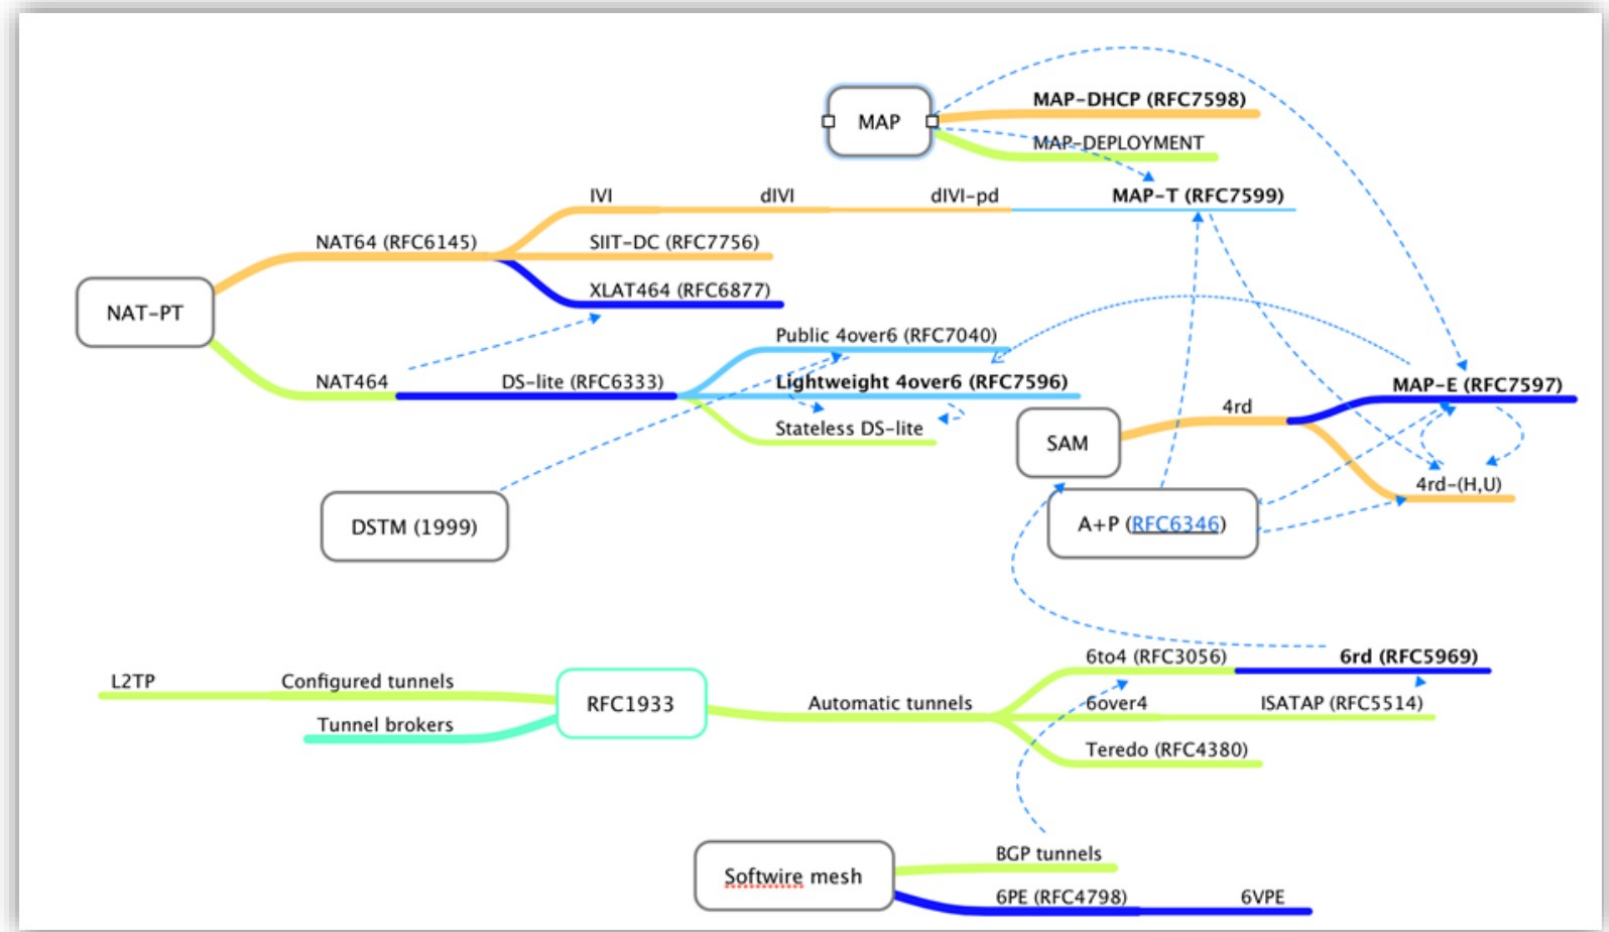 MAP
MAP-DHCP (RFC7598)
MAP-DEPLOYMENT
IVI
dIVI
dIVI-pd
MAP-T (RFC7599)
NAT64 (RFC6145)
SIIT-DC (RFC7756)
XLAT464 (RFC6877)
NAT-PT
NAT464
DS-lite (RFC6333)
Public 4over6 (RFC7040)
Lightweight 4over6 (RFC7596)
Stateless DS-lite
MAP-E (RFC7597)
4rd
SAM
4rd-(H,U)
A+P (RFC6346)
DSTM (1999)
L2TP
Configured tunnels
Tunnel brokers
RFC1933
Automatic tunnels
6to4 (RFC3056)
6rd (RFC5969)
6over4
ISATAP (RFC5514)
Teredo (RFC4380)
Softwire mesh
BGP tunnels
6PE (RFC4798)
6VPE